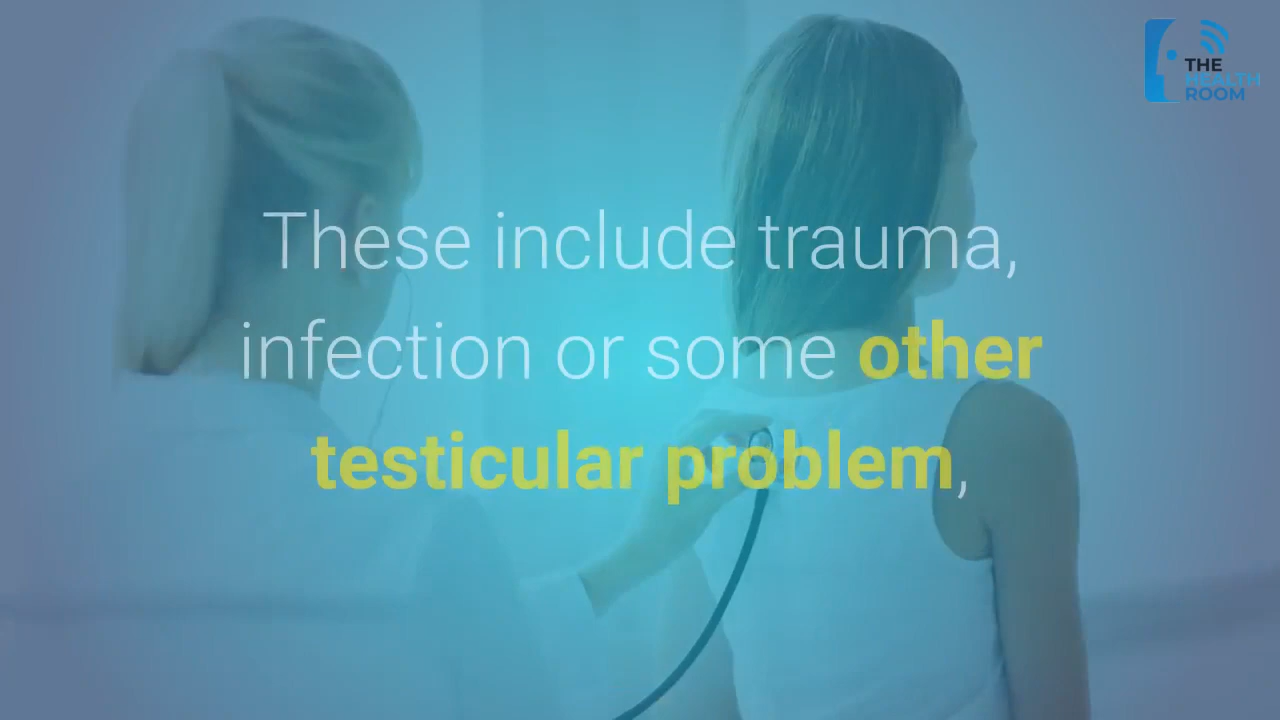 THE
HEALTH
ROOM
These include trauma,
infection or some other
testicular problem,